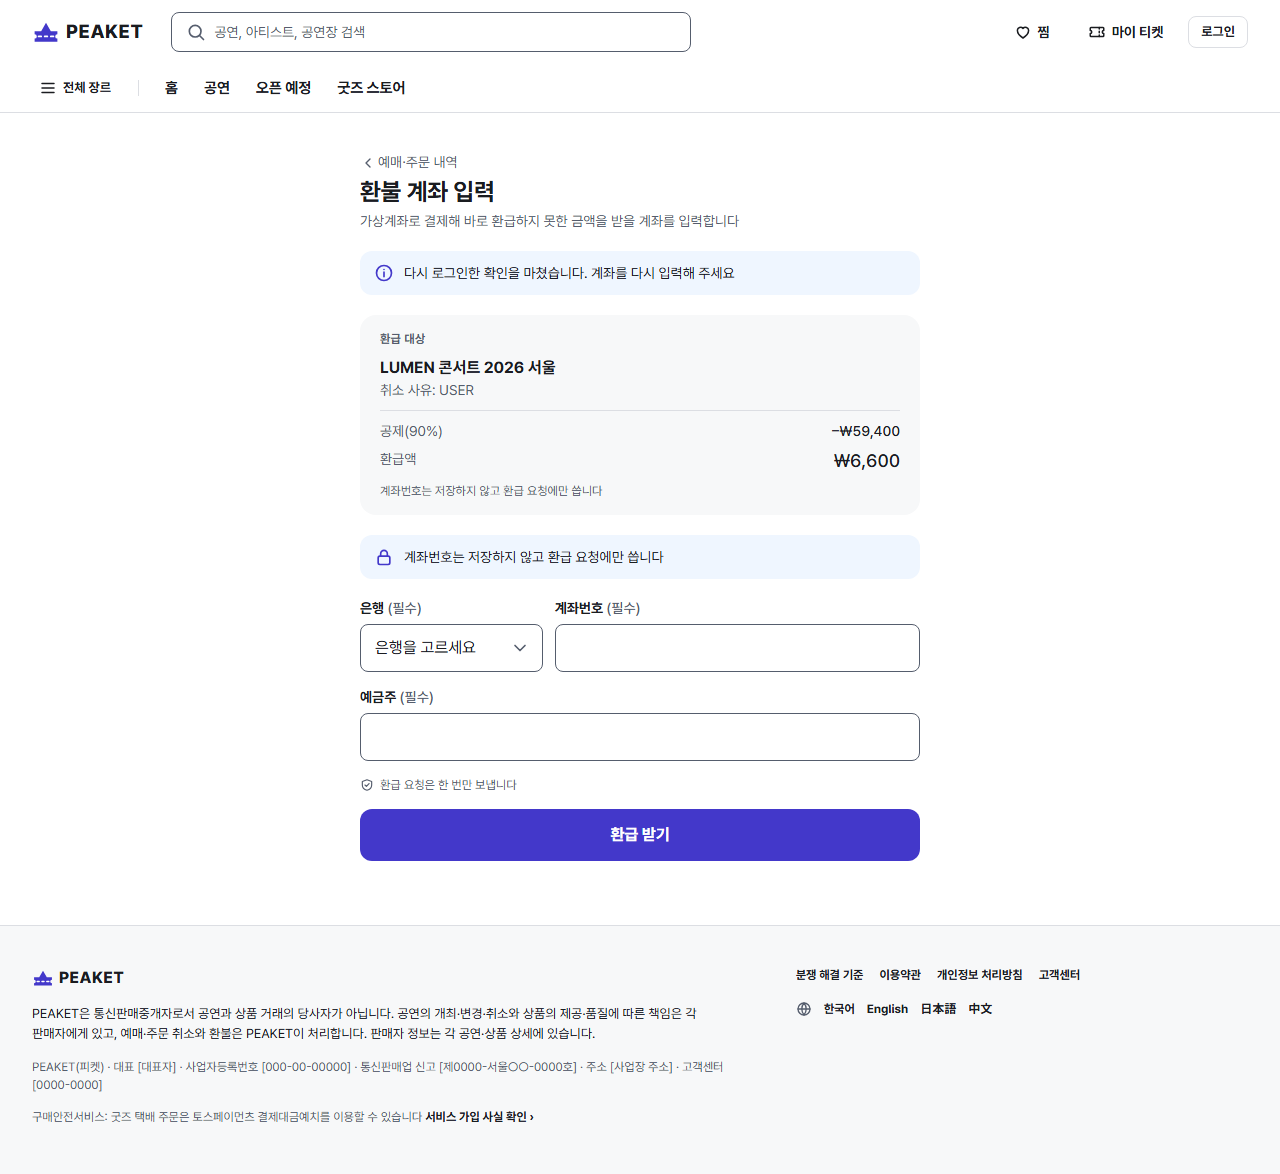 PEAKET
공연, 아티스트, 공연장 검색
찜
마이 티켓
로그인
전체 장르
홈
공연
오픈 예정
굿즈 스토어
예매·주문 내역
환불 계좌 입력
가상계좌로 결제해 바로 환급하지 못한 금액을 받을 계좌를 입력합니다
다시 로그인한 확인을 마쳤습니다. 계좌를 다시 입력해 주세요
환급 대상
LUMEN 콘서트 2026 서울
취소 사유: USER
공제(90%) −₩59,400
환급액 ₩6,600
계좌번호는 저장하지 않고 환급 요청에만 씁니다
계좌번호는 저장하지 않고 환급 요청에만 씁니다
은행 (필수) 계좌번호 (필수)
은행을 고르세요
예금주 (필수)
환급 요청은 한 번만 보냅니다
환급 받기
PEAKET
PEAKET은 통신판매중개자로서 공연과 상품 거래의 당사자가 아닙니다. 공연의 개최·변경·취소와 상품의 제공·품질에 따른 책임은 각
판매자에게 있고, 예매·주문 취소와 환불은 PEAKET이 처리합니다. 판매자 정보는 각 공연·상품 상세에 있습니다.
PEAKET(피켓) · 대표 [대표자] · 사업자등록번호 [000-00-00000] · 통신판매업 신고 [제0000-서울○○-0000호] · 주소 [사업장 주소] · 고객센터
[0000-0000]
구매안전서비스: 굿즈 택배 주문은 토스페이먼츠 결제대금예치를 이용할 수 있습니다 서비스 가입 사실 확인 ›
분쟁 해결 기준 이용약관 개인정보 처리방침 고객센터
한국어 English 日本語 中文